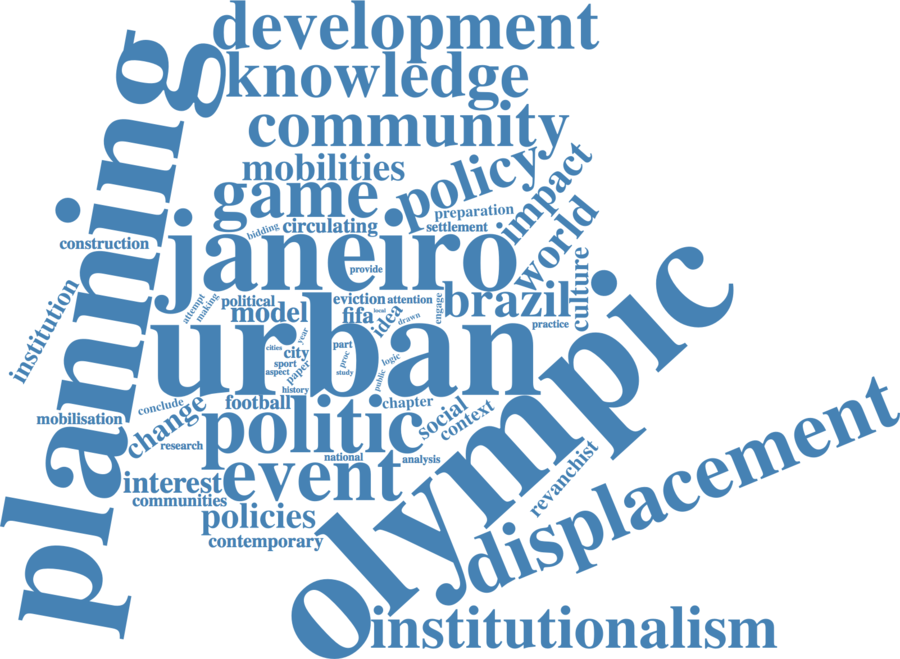 development
knowledge
community
mobilities
policy
impact
game
preparation
world
planning
construction
bidding
circulating
settlement
janeiro
provide
culture
institution
attempt
making
political
eviction
attention
engage
brazil
model
fifa
local
idea
drawn
practice
olympic
urban
year
cities
city
part
sport
aspect
paper
proc
study
logic
public
history
mobilisation
conclude
change
football
chapter
social
context
research
politic
national
analysis
displacement
interest
event
communities
revanchist
policies
contemporary
institutionalism